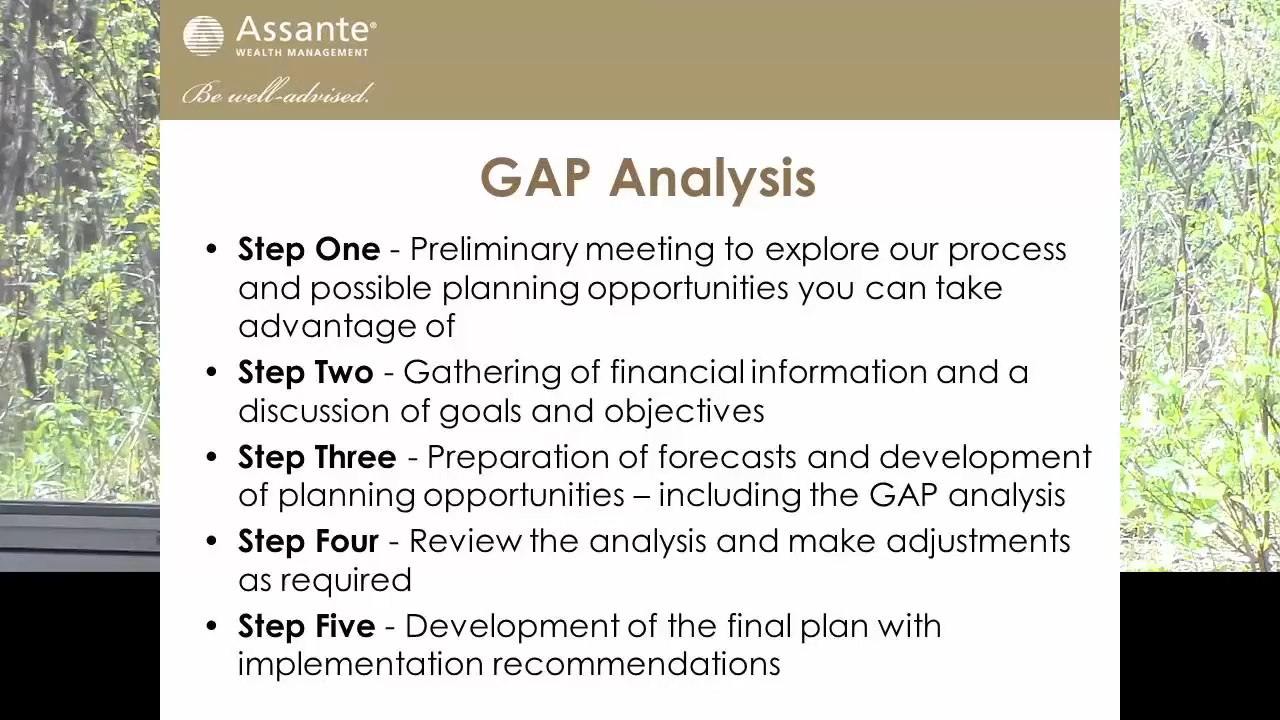 Assante®
WEALTH MANAGEMENT
Be well-advised.
GAP Analysis
• Step One - Preliminary meeting to explore our process
and possible planning opportunities you can take
advantage of
• Step Two - Gathering of financial information and a
discussion of goals and objectives
• Step Three - Preparation of forecasts and development
of planning opportunities – including the GAP analysis
• Step Four - Review the analysis and make adjustments
as required
• Step Five - Development of the final plan with
implementation recommendations